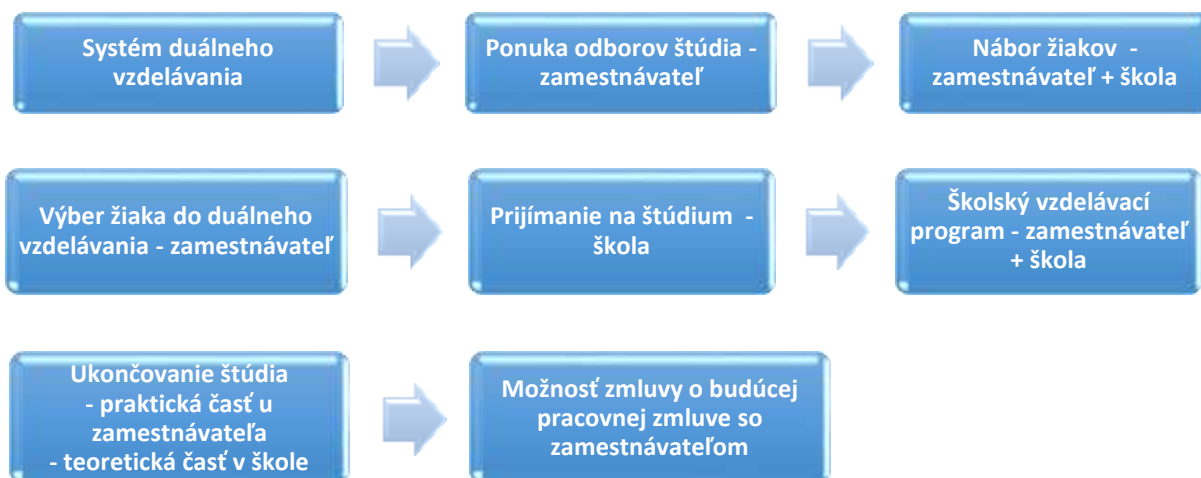 Systém duálneho
vzdelávania
Ponuka odborov štúdia -
zamestnávateľ
Nábor žiakov -
zamestnávateľ + škola
Výber žiaka do duálneho
vzdelávania - zamestnávateľ
Prijímanie na štúdium -
škola
Školský vzdelávací
program - zamestnávateľ
+ škola
Ukončovanie štúdia
- praktická časť u
zamestnávateľa
- teoretická časť v škole
Možnosť zmluvy o budúcej
pracovnej zmluve so
zamestnávateľom